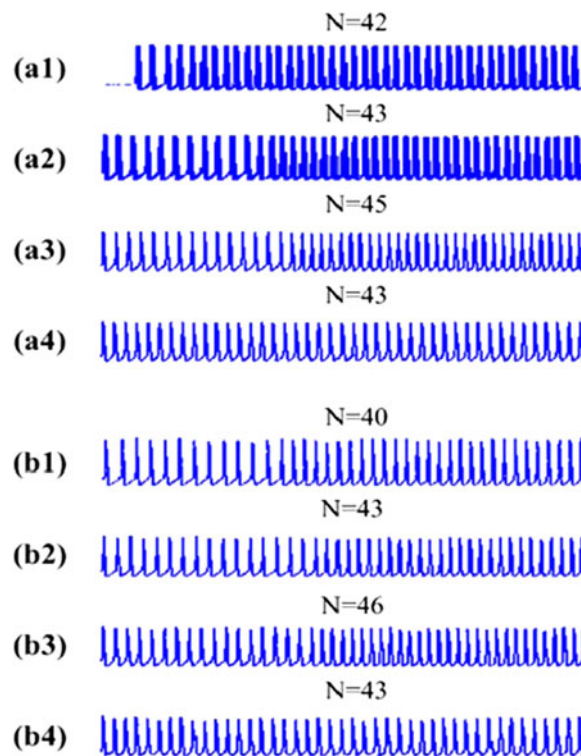 N=42
(a1)
N=43
(a2)
N=45
(a3)
N=43
(a4)
N=40
(b1)
N=43
(b2)
N=46
(b3)
N=43
(b4)